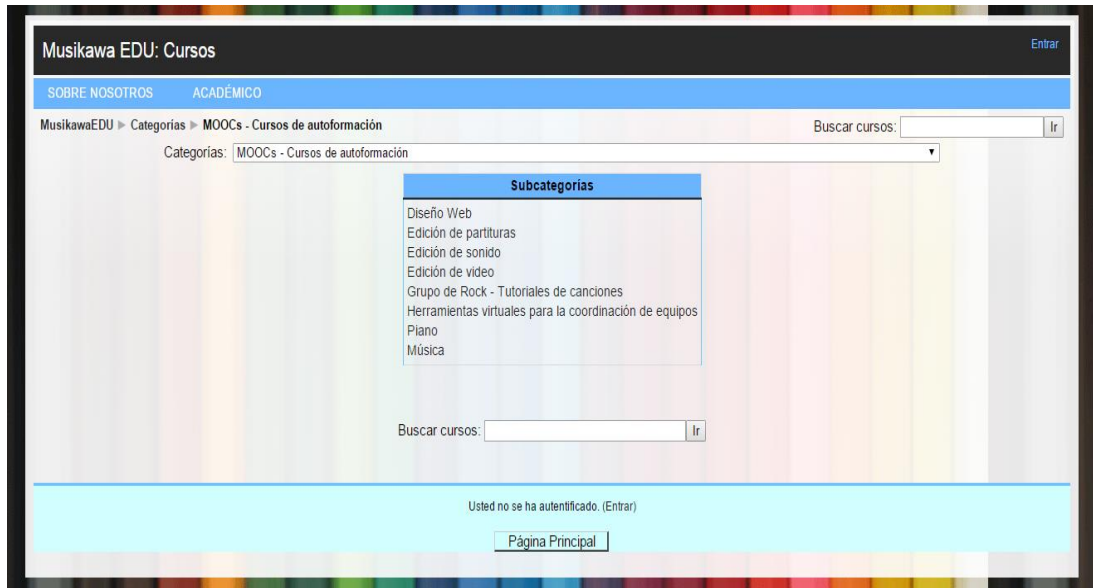 Musikawa EDU: Cursos
Entrar
SOBRE NOSOTROS ACADÉMICO
MusikawaEDU ► Categorías ► MOOCs - Cursos de autoformación
Buscar cursos: Ir
Categorías: MOOCs - Cursos de autoformación
Subcategorías
Diseño Web
Edición de partituras
Edición de sonido
Edición de video
Grupo de Rock - Tutoriales de canciones
Herramientas virtuales para la coordinación de equipos
Piano
Música
Buscar cursos: Ir
Usted no se ha autentificado. (Entrar)
Página Principal